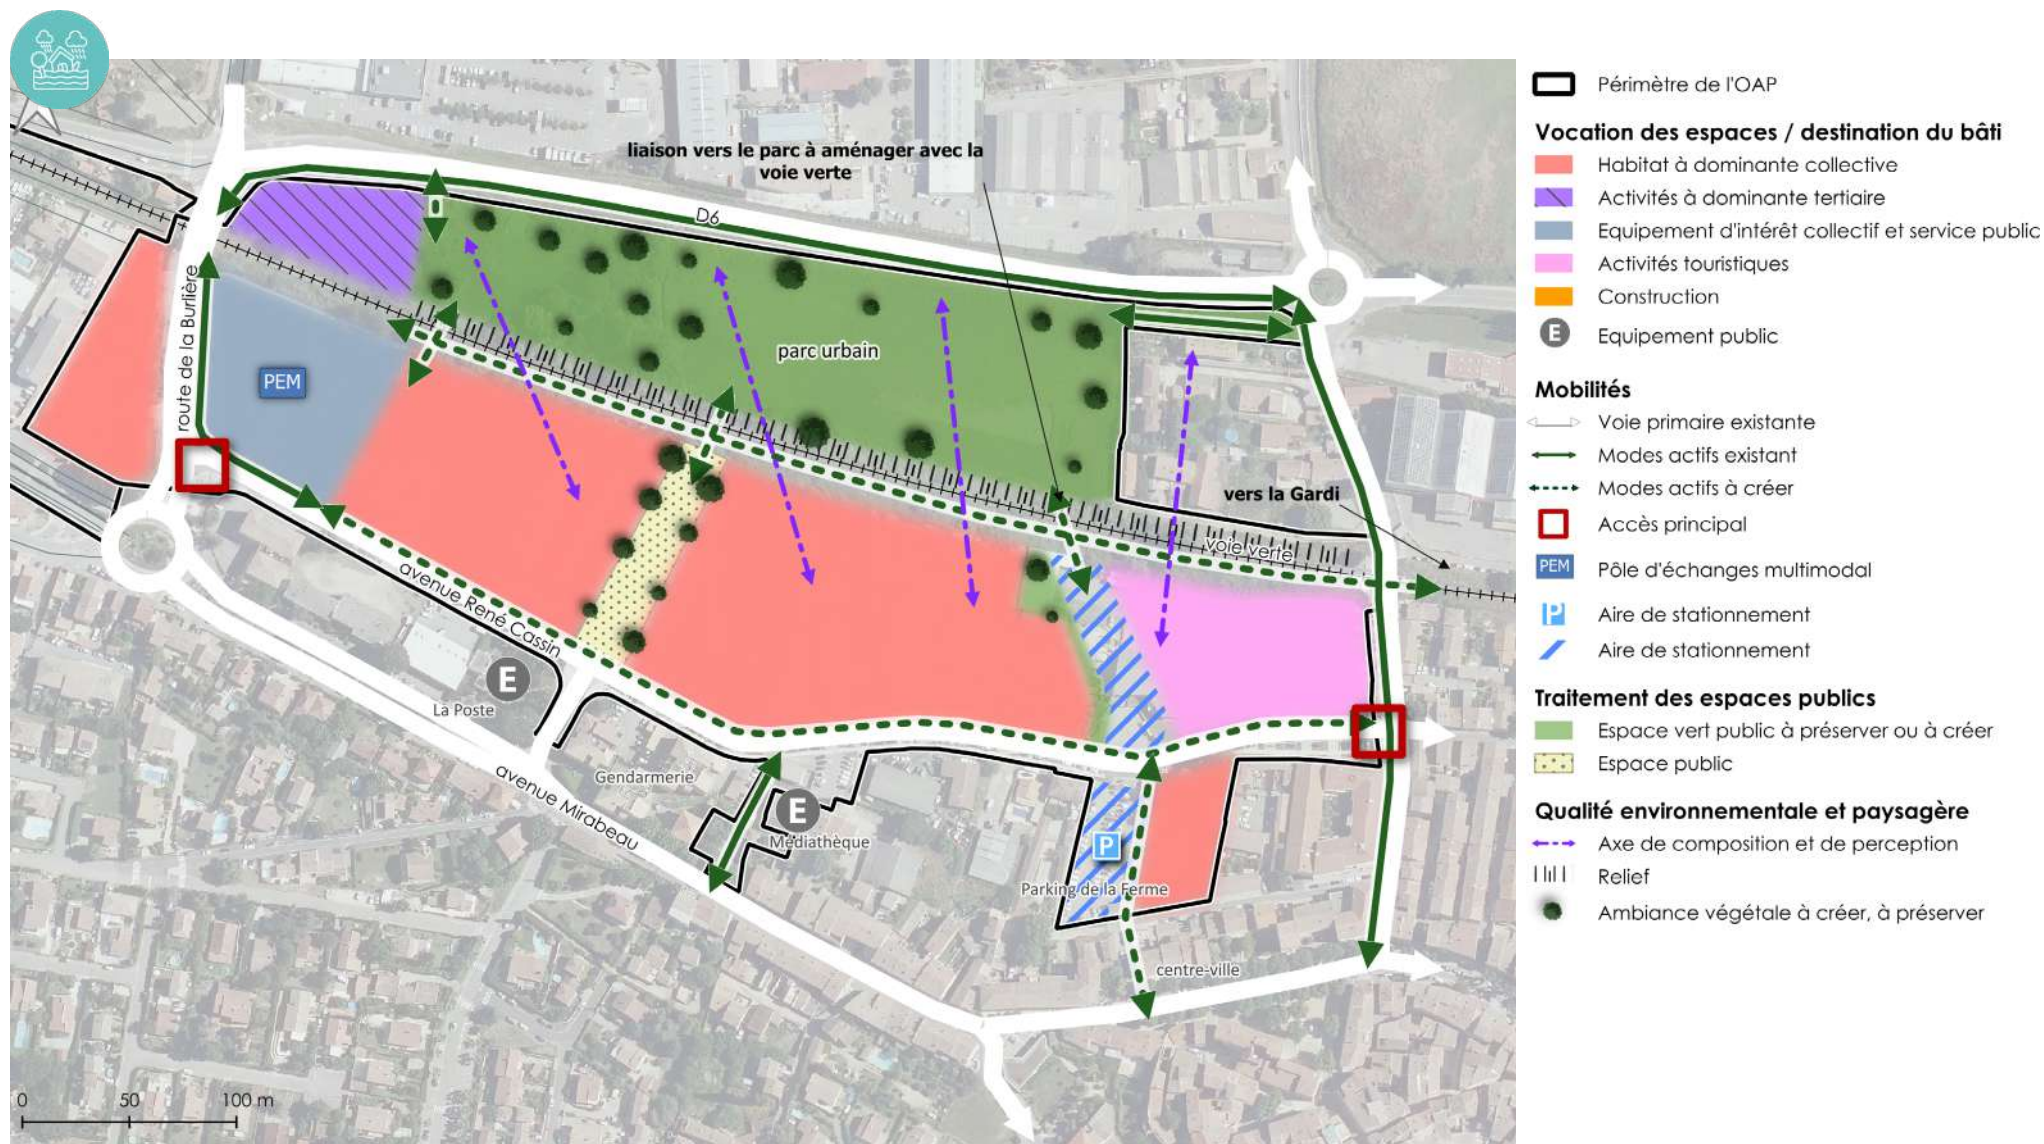 liaison vers le parc à aménager avec la
voie verte
D6
route de la Burlière
PEM
parc urbain
vers la Gardi
voie verte
avenue René Cassin
E
La Poste
Gendarmerie
avenue Mirabeau
E
Médiathèque
P
Parking de la Ferme
centre-ville
0 50 100 m
Périmètre de l'OAP
Vocation des espaces / destination du bâti
Habitat à dominante collective
Activités à dominante tertiaire
Equipement d'intérêt collectif et service public
Activités touristiques
Construction
E Equipement public
Mobilités
Voie primaire existante
Modes actifs existant
Modes actifs à créer
Accès principal
PEM Pôle d'échanges multimodal
P Aire de stationnement
Aire de stationnement
Traitement des espaces publics
Espace vert public à préserver ou à créer
Espace public
Qualité environnementale et paysagère
Axe de composition et de perception
Relief
Ambiance végétale à créer, à préserver